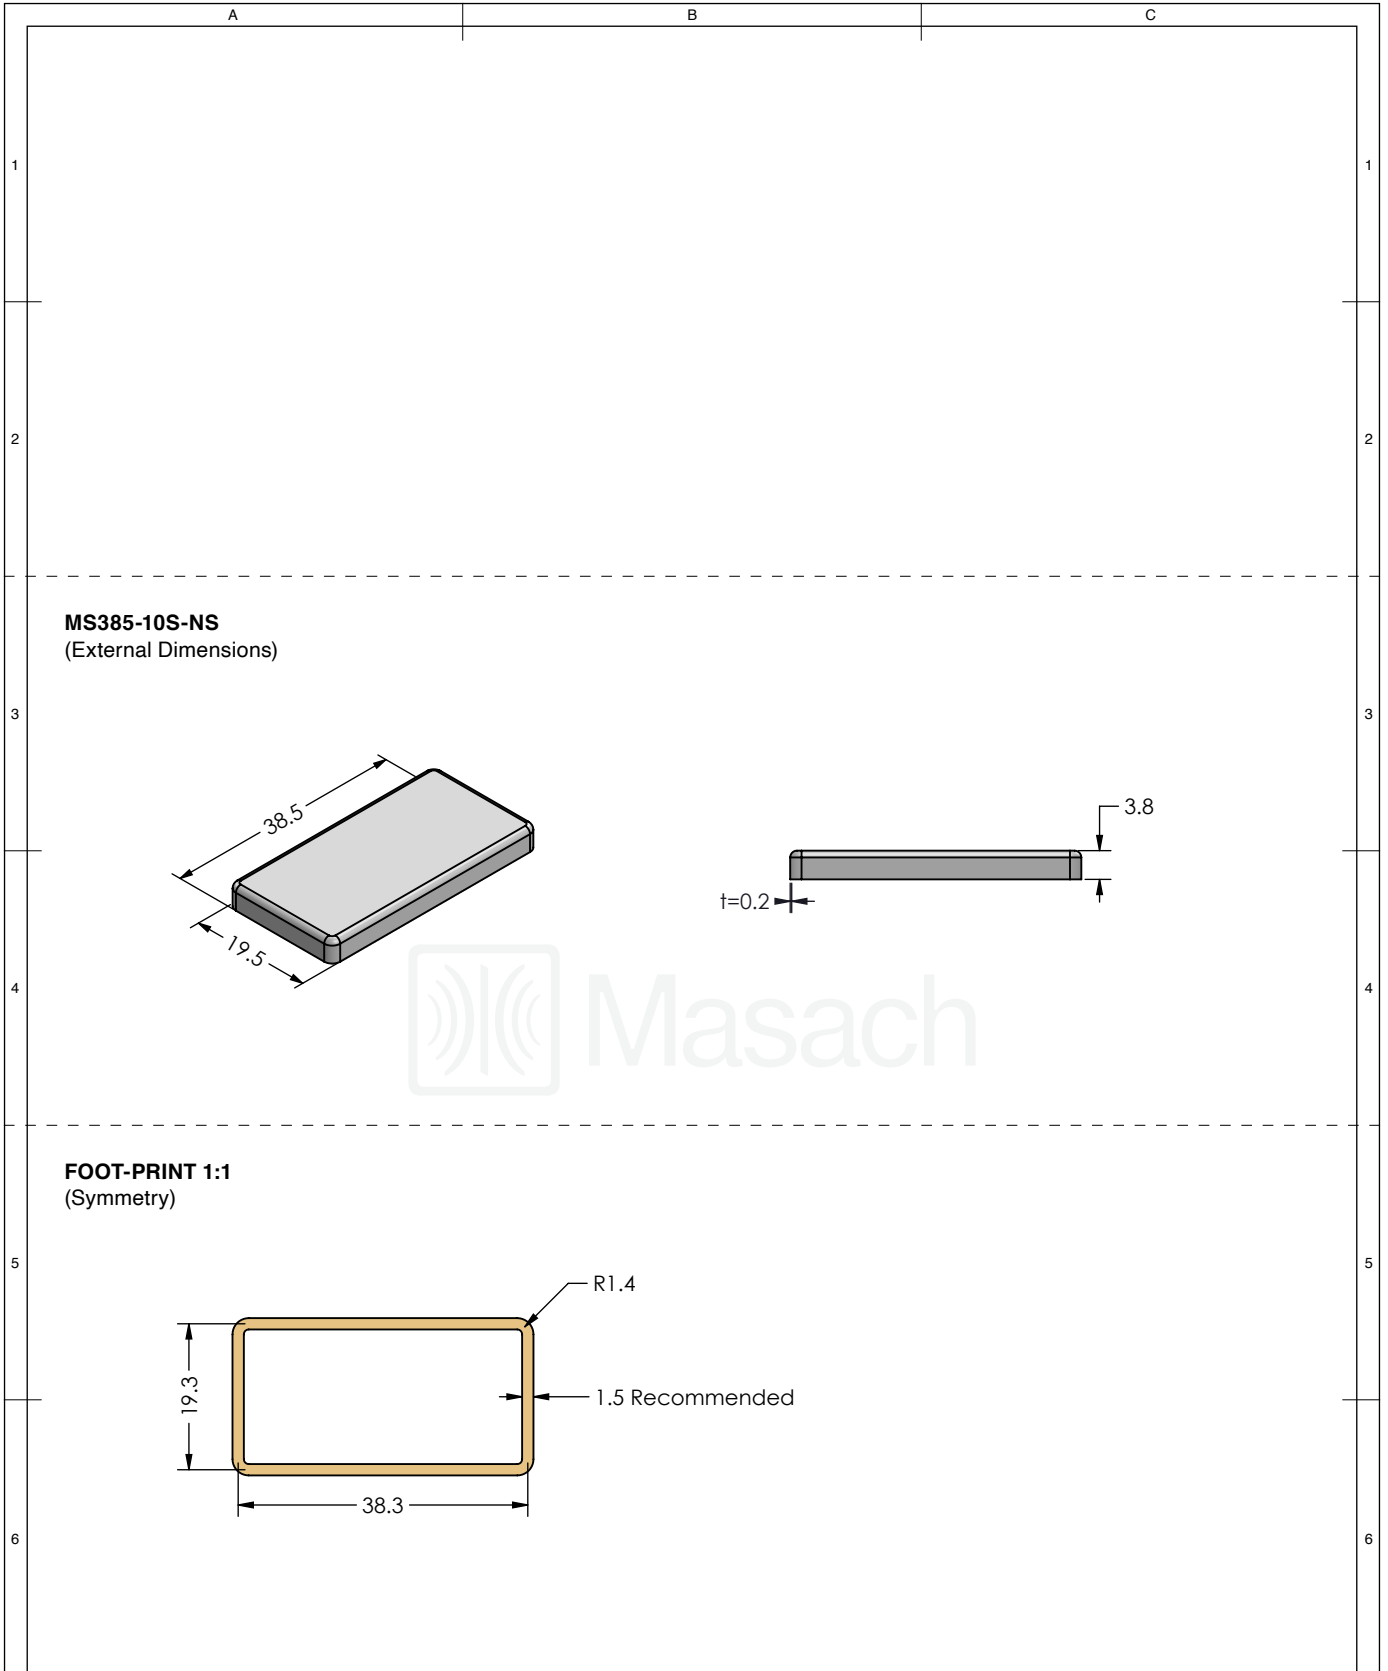 A B C
1 1
2 2
MS385-10S-NS
(External Dimensions)
3 3
38.5
3.8
t=0.2
19.5
Masach
4 4
FOOT-PRINT 1:1
(Symmetry)
5 5
R1.4
19.3
1.5 Recommended
38.3
6 6